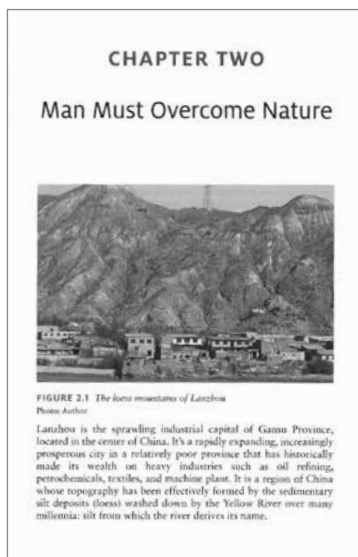 CHAPTER TWO
Man Must Overcome Nature
FIGURE 2.1 The loess mountains of Lanzhou
Photo: Author
Lanzhou is the sprawling industrial capital of Gansu Province,
located in the center of China. It's a rapidly expanding, increasingly
prosperous city in a relatively poor province that has historically
made its wealth on heavy industries such as oil refining,
petrochemicals, textiles, and machine plant. It is a region of China
whose topography has been effectively formed by the sedimentary
silt deposits (loess) washed down by the Yellow River over many
millennia: silt from which the river derives its name.